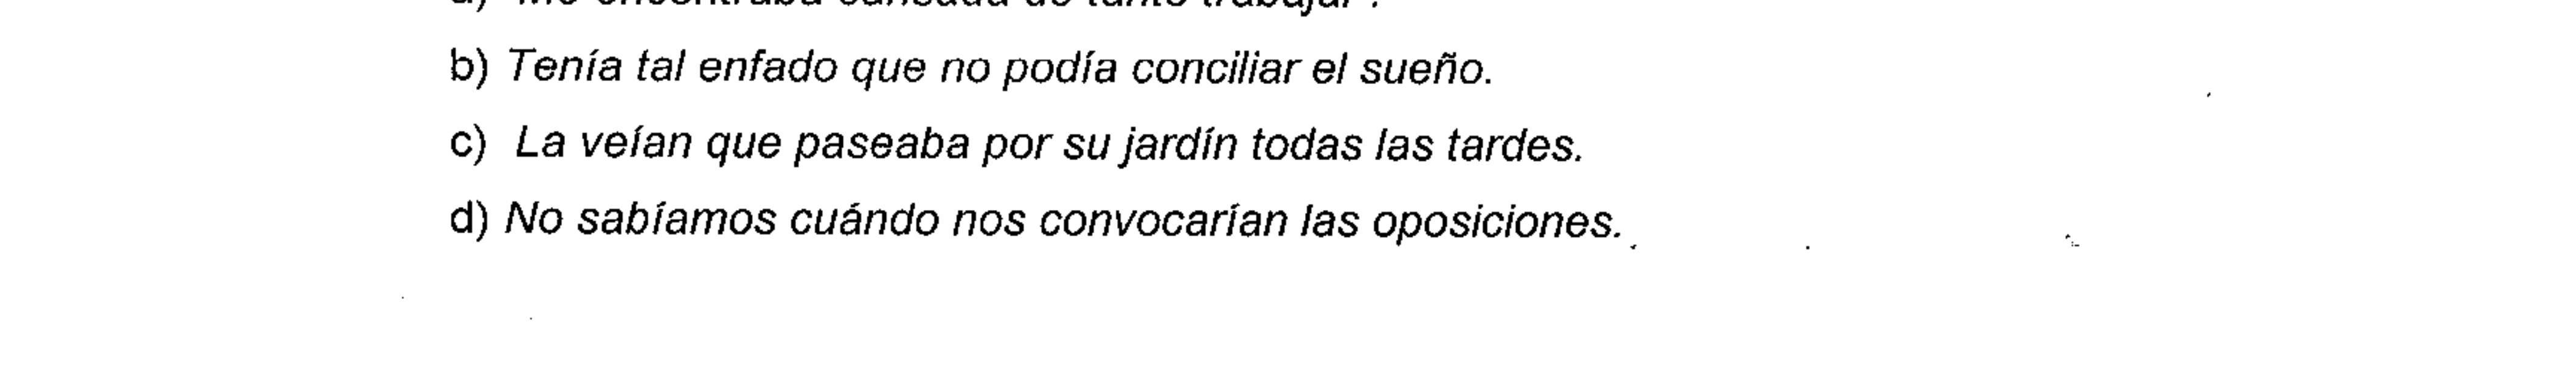 b) Tenía tal enfado que no podía conciliar el sueño.
c) La veían que paseaba por su jardín todas las tardes.
d) No sabíamos cuándo nos convocarían las oposiciones.